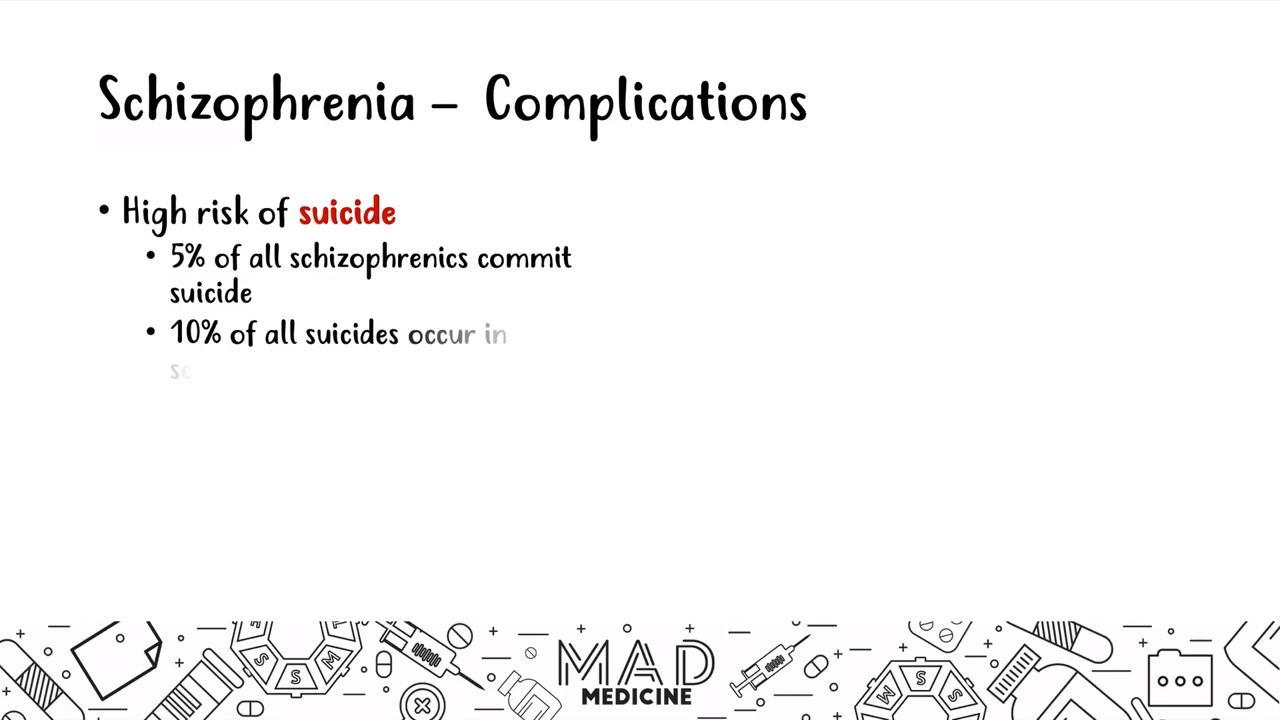 Schizophrenia – Complications
• High risk of suicide
• 5% of all schizophrenics commit
suicide
• 10% of all suicides occur in
sc
MAD
MEDICINE